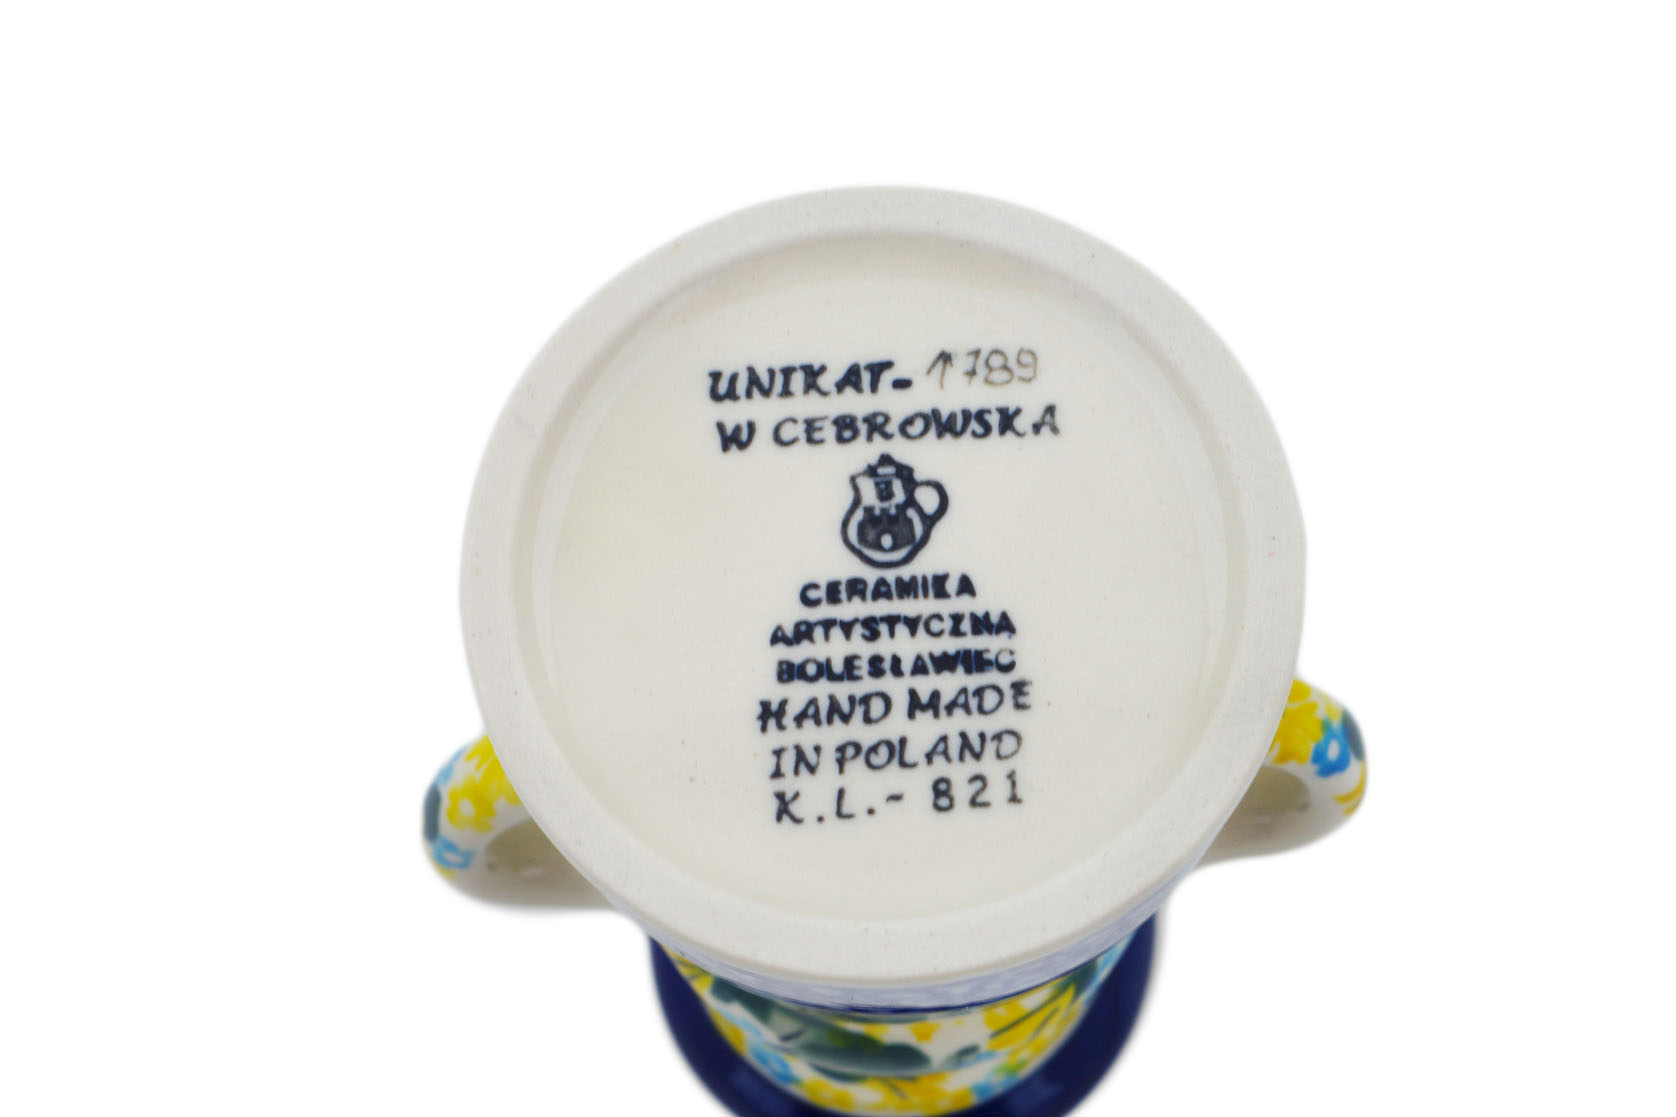 UNIKAT- 1789
W CEBROWSKA
CERAMIKA
ARTYSTYCZNA
BOLESŁAWIEC
HAND MADE
IN POLAND
K.L.- 821